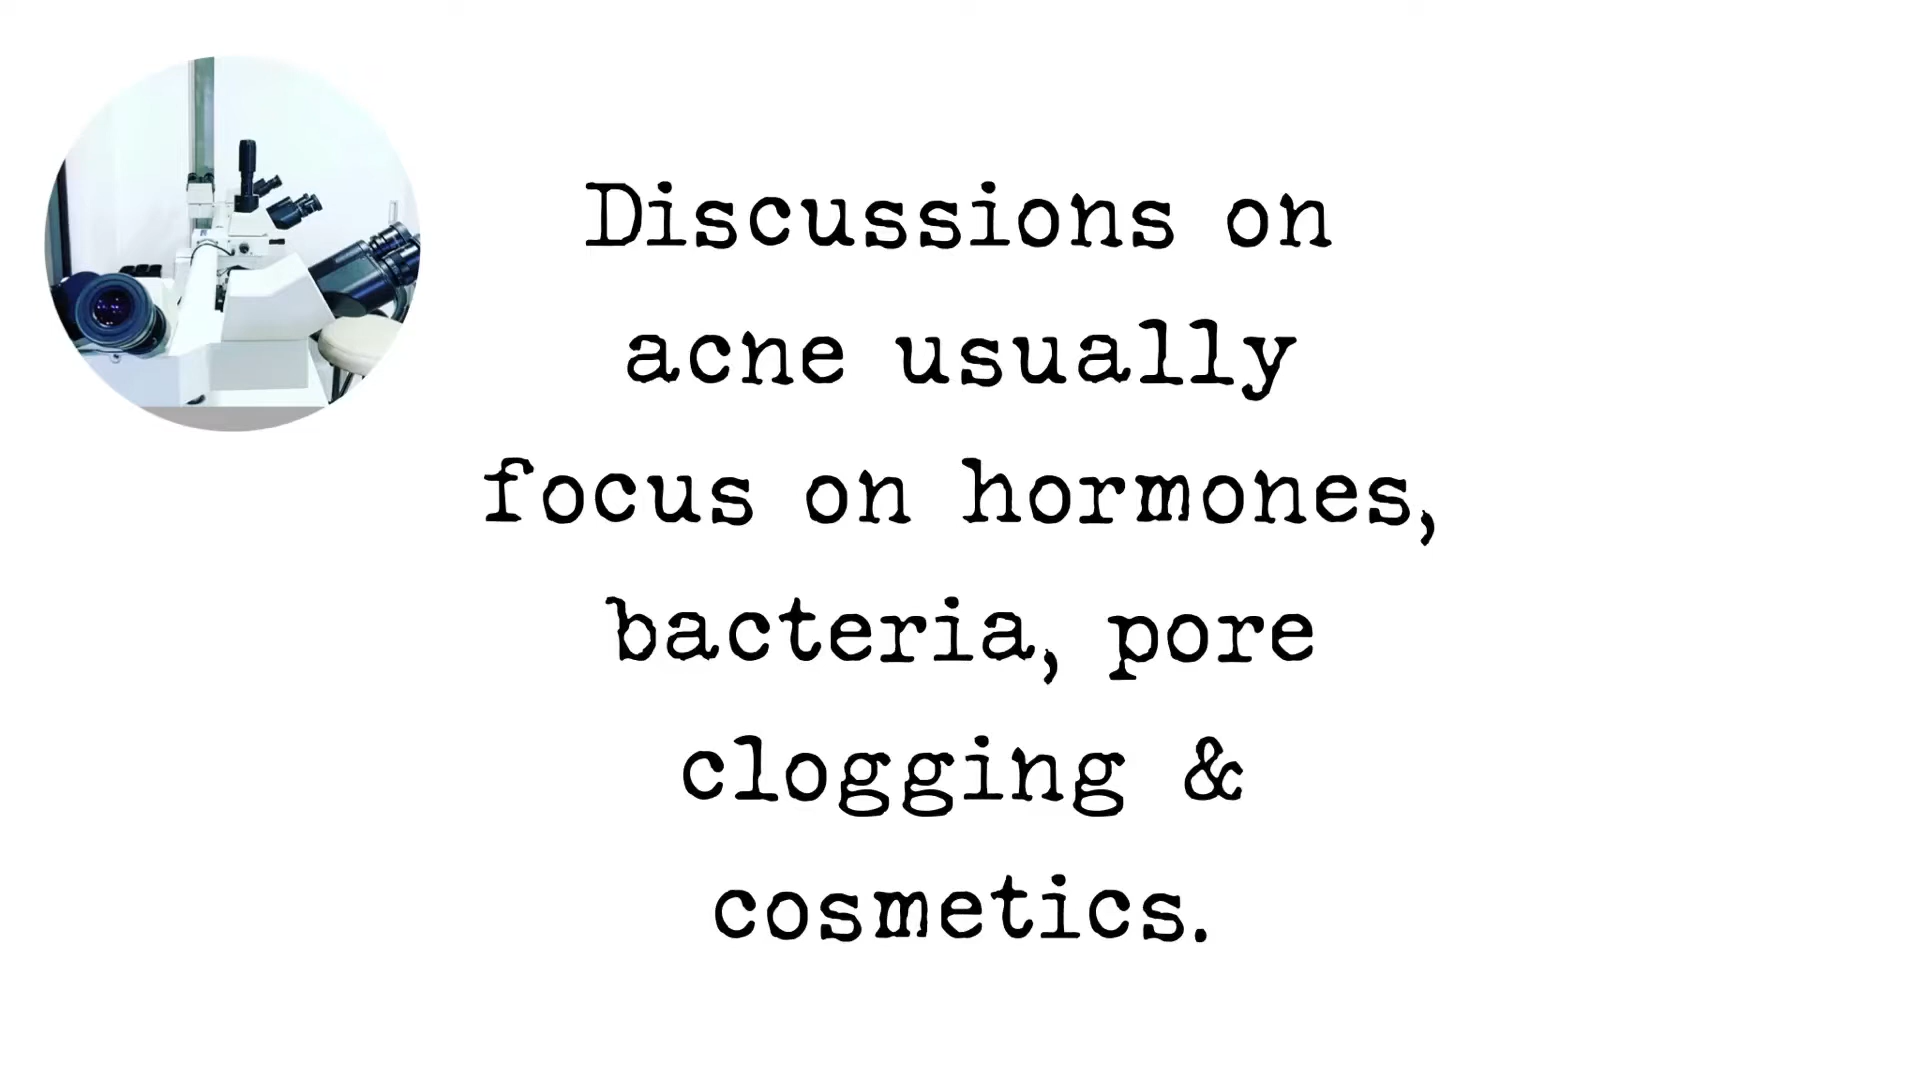 Discussions on
acne usually
focus on hormones,
bacteria, pore
clogging &
cosmetics.